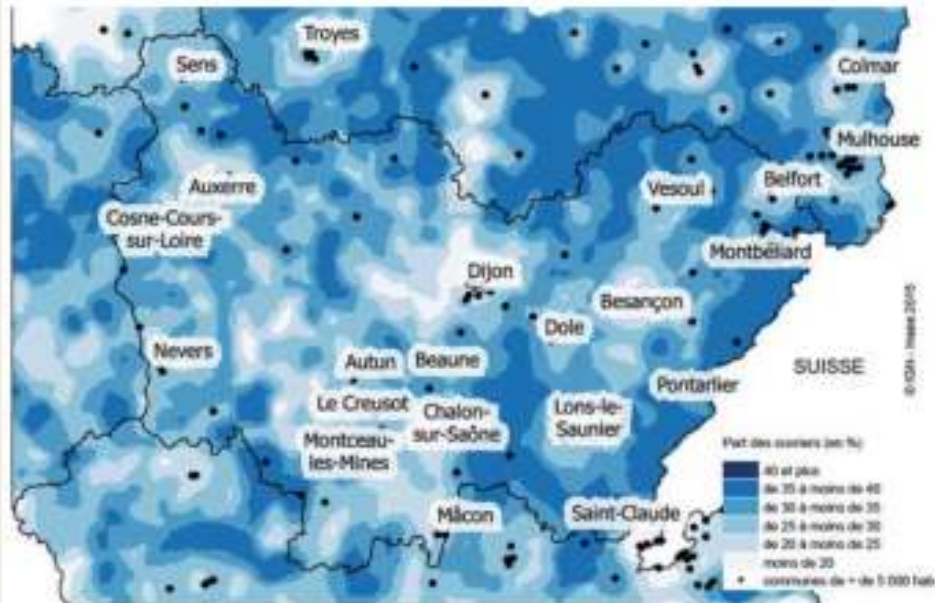 Troyes
Sens
Colmar
Mulhouse
Auxerre
Vesoul
Belfort
Cosne-Cours-
sur-Loire
Montbéliard
Dijon
Besançon
Dole
Nevers
Autun
Beaune
SUISSE
Pontarlier
Le Creusot
Chalon-
sur-Saône
Lons-le-
Saunier
Montceau-
les-Mines
Mâcon
Saint-Claude
© IGN - Insee 2015
Part des ouvriers (en %)
40 et plus
de 35 à moins de 40
de 30 à moins de 35
de 25 à moins de 30
de 20 à moins de 25
moins de 20
communes de + de 5 000 hab